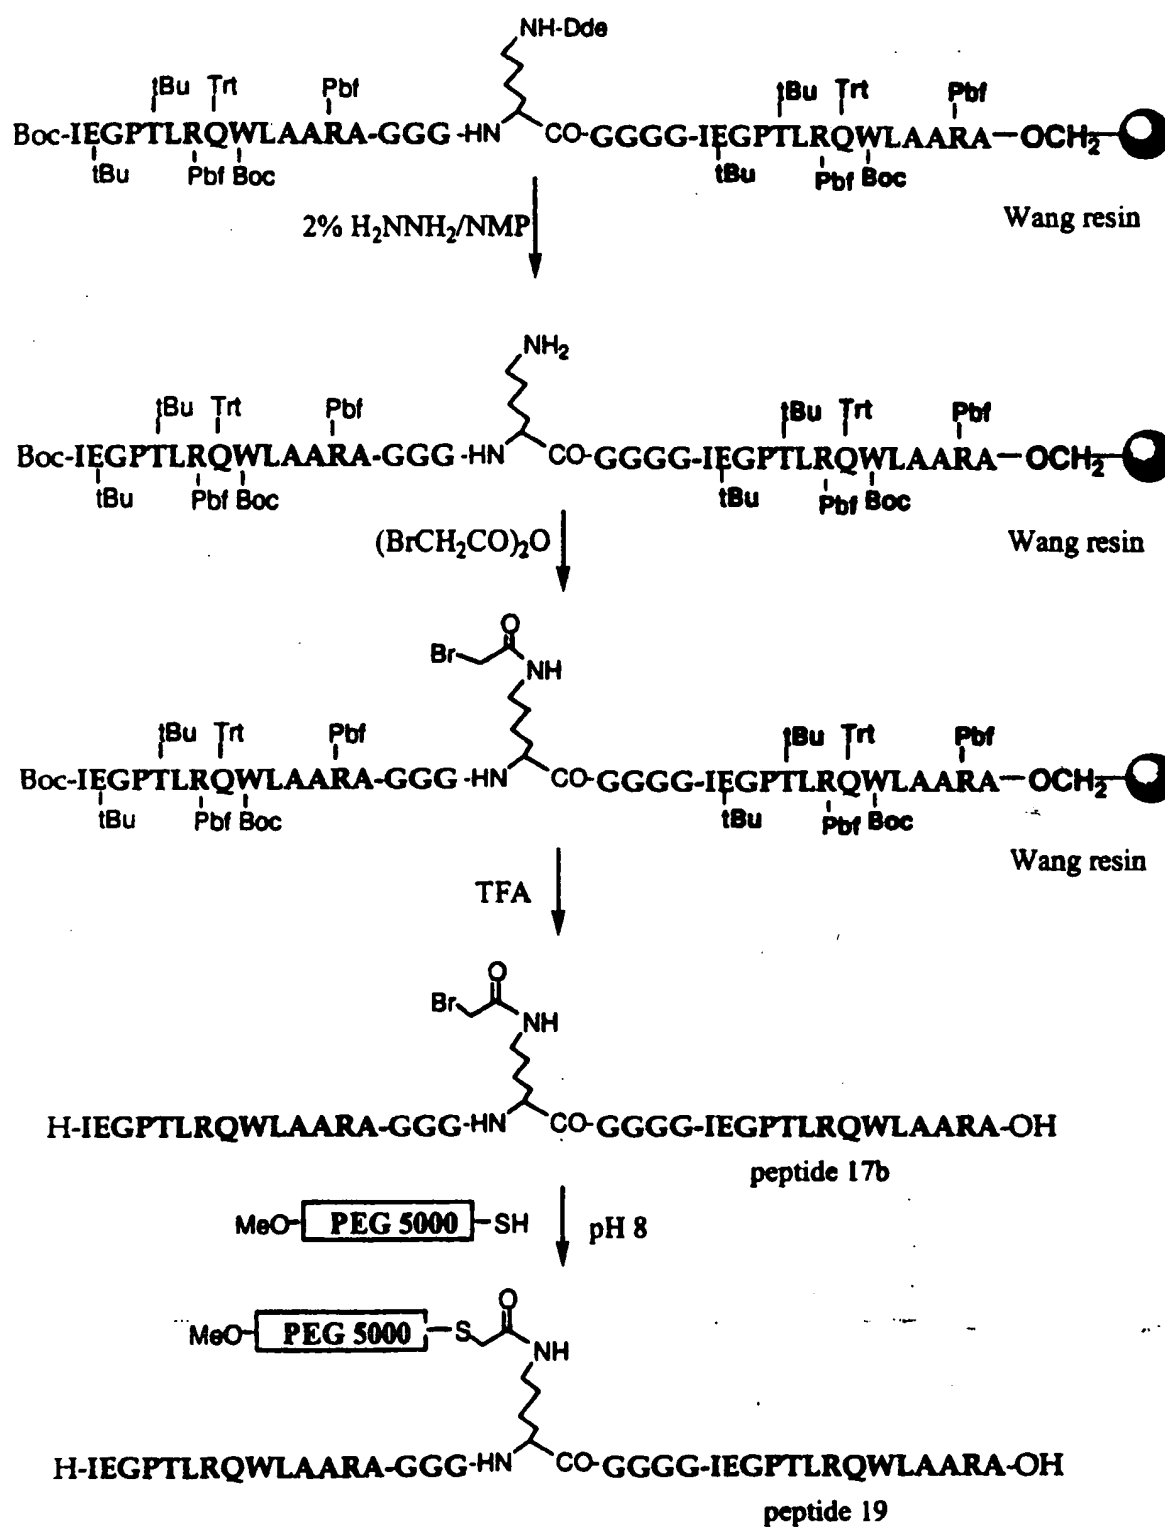 NH-Dde
tBu Trt Pbf tBu Trt Pbf
Boc-IEGPTLRQWLAARA-GGG-HN CO-GGGG-IEGPTLRQWLAARA-OCH₂
tBu Pbf Boc tBu Pbf Boc
2% H₂NNH₂/NMP
Wang resin
NH₂
tBu Trt Pbf tBu Trt Pbf
Boc-IEGPTLRQWLAARA-GGG-HN CO-GGGG-IEGPTLRQWLAARA-OCH₂
tBu Pbf Boc tBu Pbf Boc
(BrCH₂CO)₂O
Wang resin
O
Br NH
tBu Trt Pbf tBu Trt Pbf
Boc-IEGPTLRQWLAARA-GGG-HN CO-GGGG-IEGPTLRQWLAARA-OCH₂
tBu Pbf Boc tBu Pbf Boc
Wang resin
TFA
O
Br NH
H-IEGPTLRQWLAARA-GGG-HN CO-GGGG-IEGPTLRQWLAARA-OH
peptide 17b
MeO-PEG 5000-SH pH 8
O
MeO-PEG 5000-S NH
H-IEGPTLRQWLAARA-GGG-HN CO-GGGG-IEGPTLRQWLAARA-OH
peptide 19